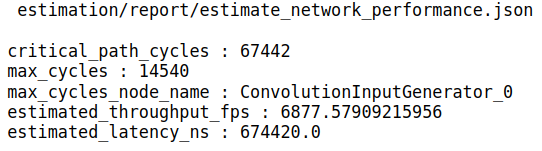 estimation/report/estimate_network_performance.json
critical_path_cycles : 67442
max_cycles : 14540
max_cycles_node_name : ConvolutionInputGenerator_0
estimated_throughput_fps : 6877.57909215956
estimated_latency_ns : 674420.0